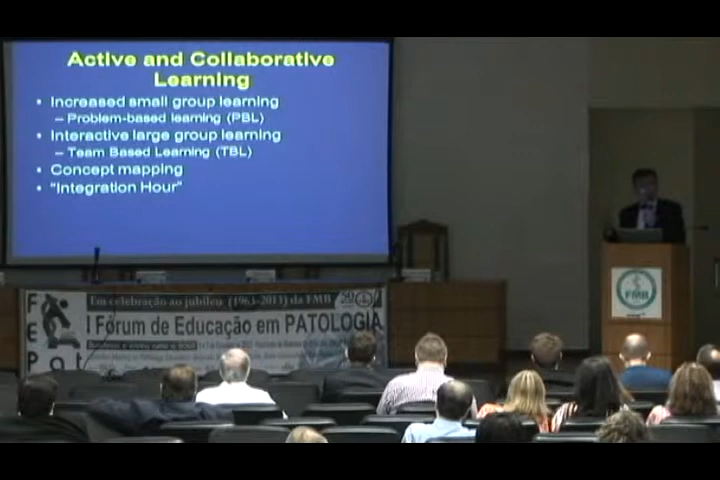 Active and Collaborative
Learning
• Increased small group learning
– Problem-based learning (PBL)
• Interactive large group learning
– Team Based Learning (TBL)
• Concept mapping
• "Integration Hour"
FMB
Em celebração ao jubileu (1963-2013) da FMB
50
I Fórum de Educação em PATOLOGIA
F
E
Pat